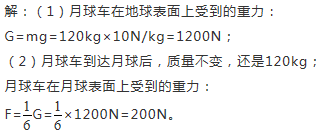 解：（1）月球车在地球表面上受到的重力：
G=mg=120kg×10N/kg=1200N；
（2）月球车到达月球后，质量不变，还是120kg；
月球车在月球表面上受到的重力：
F=1/6G=1/6×1200N=200N。